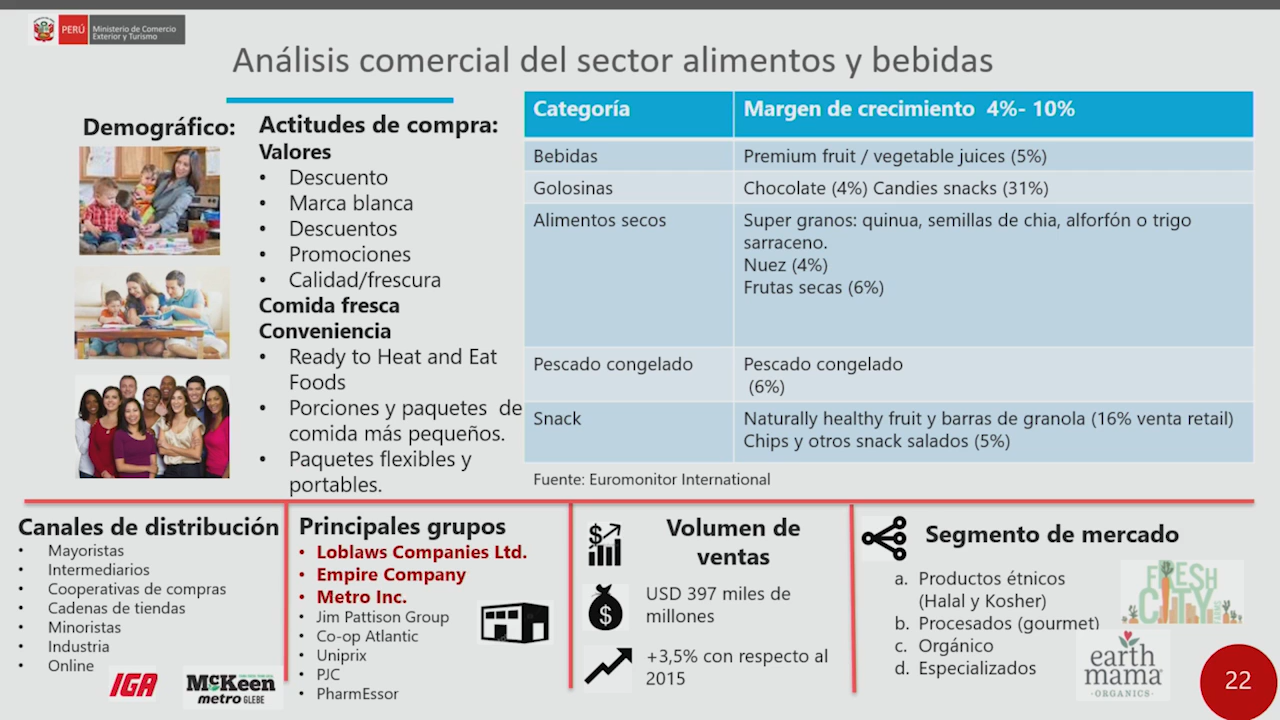 PERÚ
Ministerio de Comercio
Exterior y Turismo
Análisis comercial del sector alimentos y bebidas
Demográfico:
Actitudes de compra:
Valores
• Descuento
• Marca blanca
• Descuentos
• Promociones
• Calidad/frescura
Comida fresca
Conveniencia
• Ready to Heat and Eat
Foods
• Porciones y paquetes de
comida más pequeños.
• Paquetes flexibles y
portables.
Categoría Margen de crecimiento 4%- 10%
Bebidas Premium fruit / vegetable juices (5%)
Golosinas Chocolate (4%) Candies snacks (31%)
Alimentos secos Super granos: quinua, semillas de chia, alforfón o trigo
sarraceno.
Nuez (4%)
Frutas secas (6%)
Pescado congelado Pescado congelado
(6%)
Snack Naturally healthy fruit y barras de granola (16% venta retail)
Chips y otros snack salados (5%)
Fuente: Euromonitor International
Canales de distribución
• Mayoristas
• Intermediarios
• Cooperativas de compras
• Cadenas de tiendas
• Minoristas
• Industria
• Online
IGA
McKeen
metro GLEBE
Principales grupos
• Loblaws Companies Ltd.
• Empire Company
• Metro Inc.
• Jim Pattison Group
• Co-op Atlantic
• Uniprix
• PJC
• PharmEssor
Volumen de
ventas
USD 397 miles de
millones
+3,5% con respecto al
2015
Segmento de mercado
a. Productos étnicos
(Halal y Kosher)
b. Procesados (gourmet)
c. Orgánico
d. Especializados
FRESH
CITY
earth
mama
·ORGANICS·
22